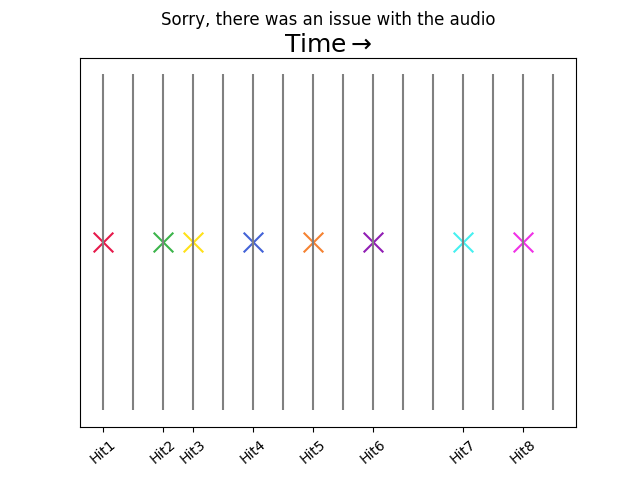 Sorry, there was an issue with the audio
Time→
Hit1
Hit2
Hit3
Hit4
Hit5
Hit6
Hit7
Hit8